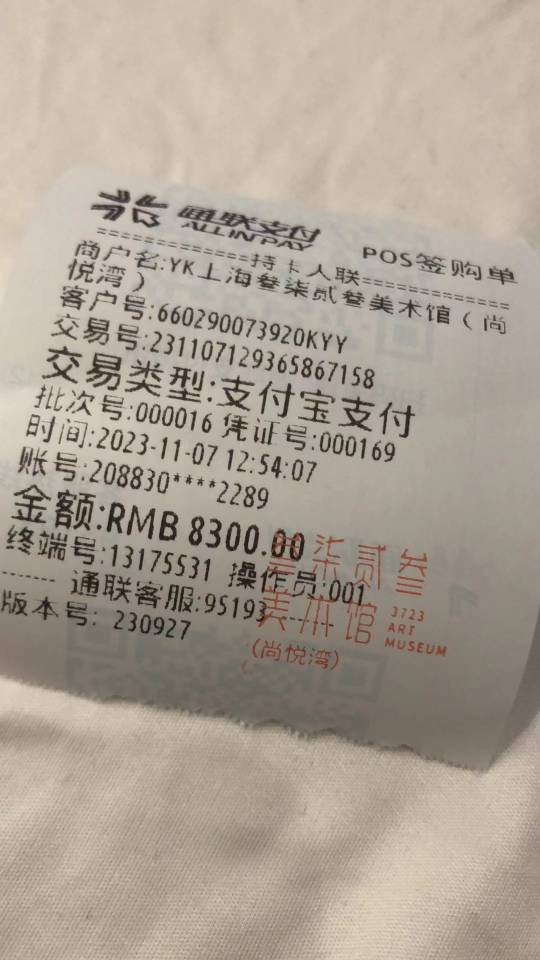 通联支付
ALLINPAY
POS签购单
============持卡人联============
商户名:YK上海叁柒贰叁美术馆（尚
悦湾）
客户号:660290073920KYY
交易号:231107129365867158
交易类型:支付宝支付
批次号:000016 凭证号:000169
时间:2023-11-07 12:54:07
账号:208830****2289
金额:RMB 8300.00
终端号:13175531 操作员:001
------ 通联客服:95193 ------
版本号: 230927
叁柒贰叁
美术馆
3723
ART
MUSEUM
(尚悦湾)